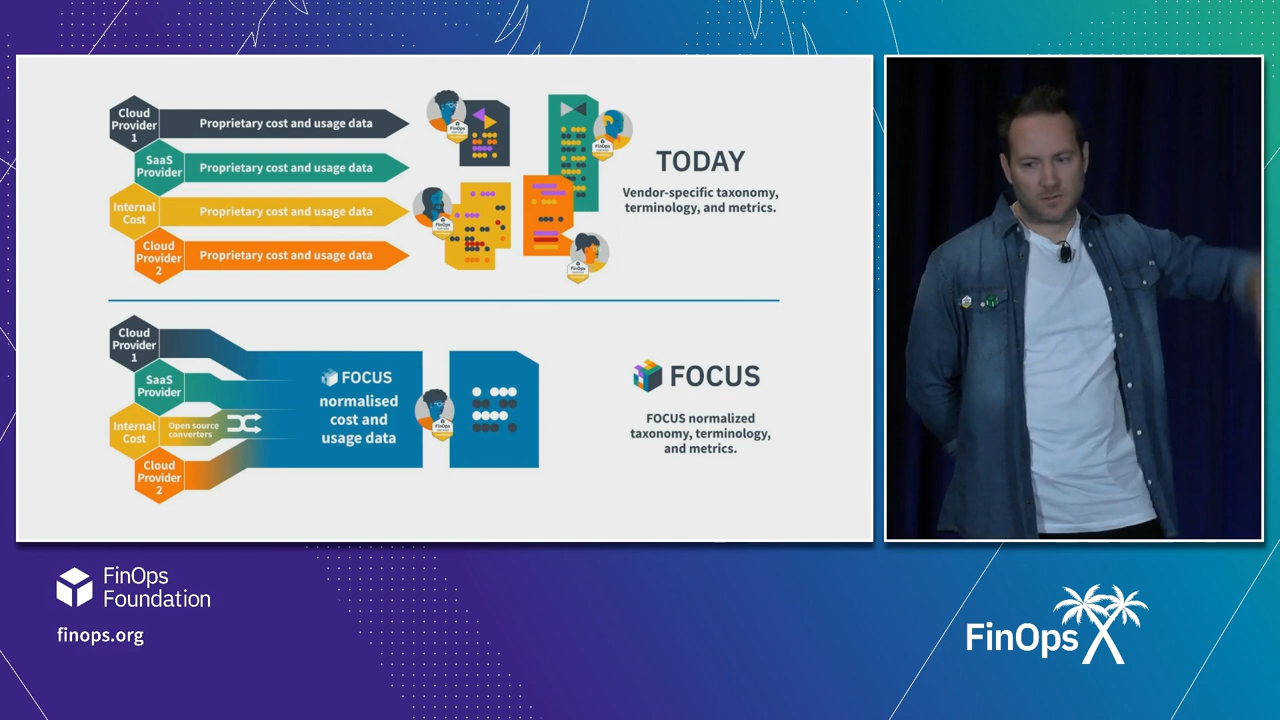 Cloud
Provider
1
Proprietary cost and usage data
SaaS
Provider
Proprietary cost and usage data
Internal
Cost
Proprietary cost and usage data
Cloud
Provider
2
Proprietary cost and usage data
TODAY
Vendor-specific taxonomy,
terminology, and metrics.
Cloud
Provider
1
SaaS
Provider
Internal
Cost
Open source
converters
Cloud
Provider
2
FOCUS
normalised
cost and
usage data
FOCUS
FOCUS normalized
taxonomy, terminology,
and metrics.
FinOps
Foundation
finops.org
FinOps X